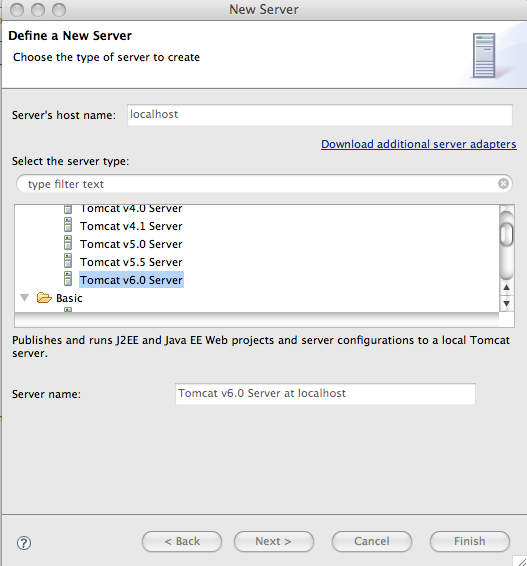 New Server
Define a New Server
Choose the type of server to create
Server's host name: localhost
Download additional server adapters
Select the server type:
type filter text
Tomcat v4.0 Server
Tomcat v4.1 Server
Tomcat v5.0 Server
Tomcat v5.5 Server
Tomcat v6.0 Server
Basic
Publishes and runs J2EE and Java EE Web projects and server configurations to a local Tomcat
server.
Server name: Tomcat v6.0 Server at localhost
? < Back Next > Cancel Finish